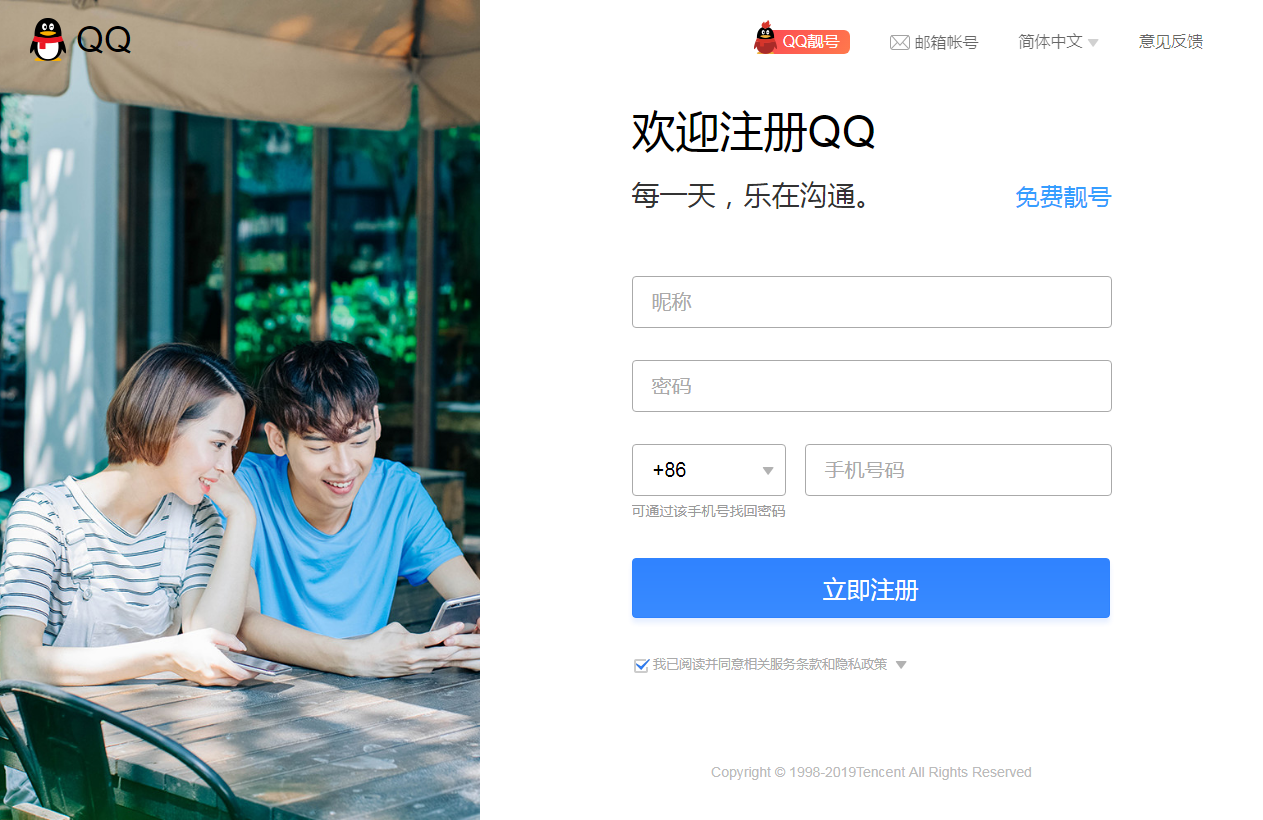 QQ
QQ靓号 邮箱帐号 简体中文 意见反馈
欢迎注册QQ
每一天，乐在沟通。 免费靓号
昵称
密码
+86 手机号码
可通过该手机号找回密码
立即注册
我已阅读并同意相关服务条款和隐私政策
Copyright © 1998-2019Tencent All Rights Reserved